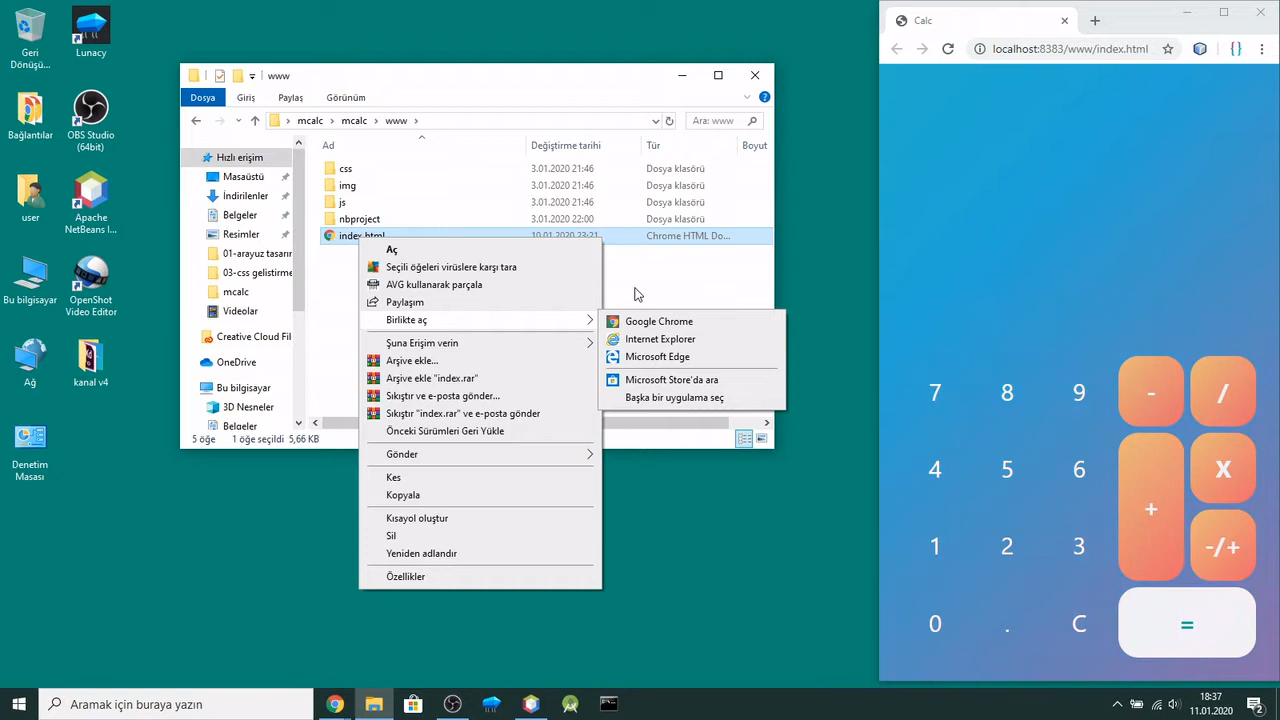 Geri
Dönüşü...
Lunacy
Bağlantılar
OBS Studio
(64bit)
user
Apache
NetBeans I...
Bu bilgisayar
OpenShot
Video Editor
Ağ
kanal v4
Denetim
Masası
www
Dosya
Giriş
Paylaş
Görünüm
mcalc
mcalc
www
Ara: www
Hızlı erişim
Masaüstü
İndirilenler
Belgeler
Resimler
01-arayuz tasarır
03-css gelistirme
mcalc
Videolar
Creative Cloud Fil
OneDrive
Bu bilgisayar
3D Nesneler
Belgeler
Ad
Değiştirme tarihi
Tür
Boyut
css
3.01.2020 21:46
Dosya klasörü
img
3.01.2020 21:46
Dosya klasörü
js
3.01.2020 21:46
Dosya klasörü
nbproject
3.01.2020 22:00
Dosya klasörü
index.html
10.01.2020 23:21
Chrome HTML Do...
5 öğe
1 öğe seçildi
5,66 KB
Aç
Seçili öğeleri virüslere karşı tara
AVG kullanarak parçala
Paylaşım
Birlikte aç
Şuna Erişim verin
Arşive ekle...
Arşive ekle "index.rar"
Sıkıştır ve e-posta gönder...
Sıkıştır "index.rar" ve e-posta gönder
Önceki Sürümleri Geri Yükle
Gönder
Kes
Kopyala
Kısayol oluştur
Sil
Yeniden adlandır
Özellikler
Google Chrome
Internet Explorer
Microsoft Edge
Microsoft Store'da ara
Başka bir uygulama seç
Calc
localhost:8383/www/index.html
{}
7 8 9 - /
4 5 6 + X
1 2 3 -/+
0 . C =
Aramak için buraya yazın
18:37
11.01.2020
2